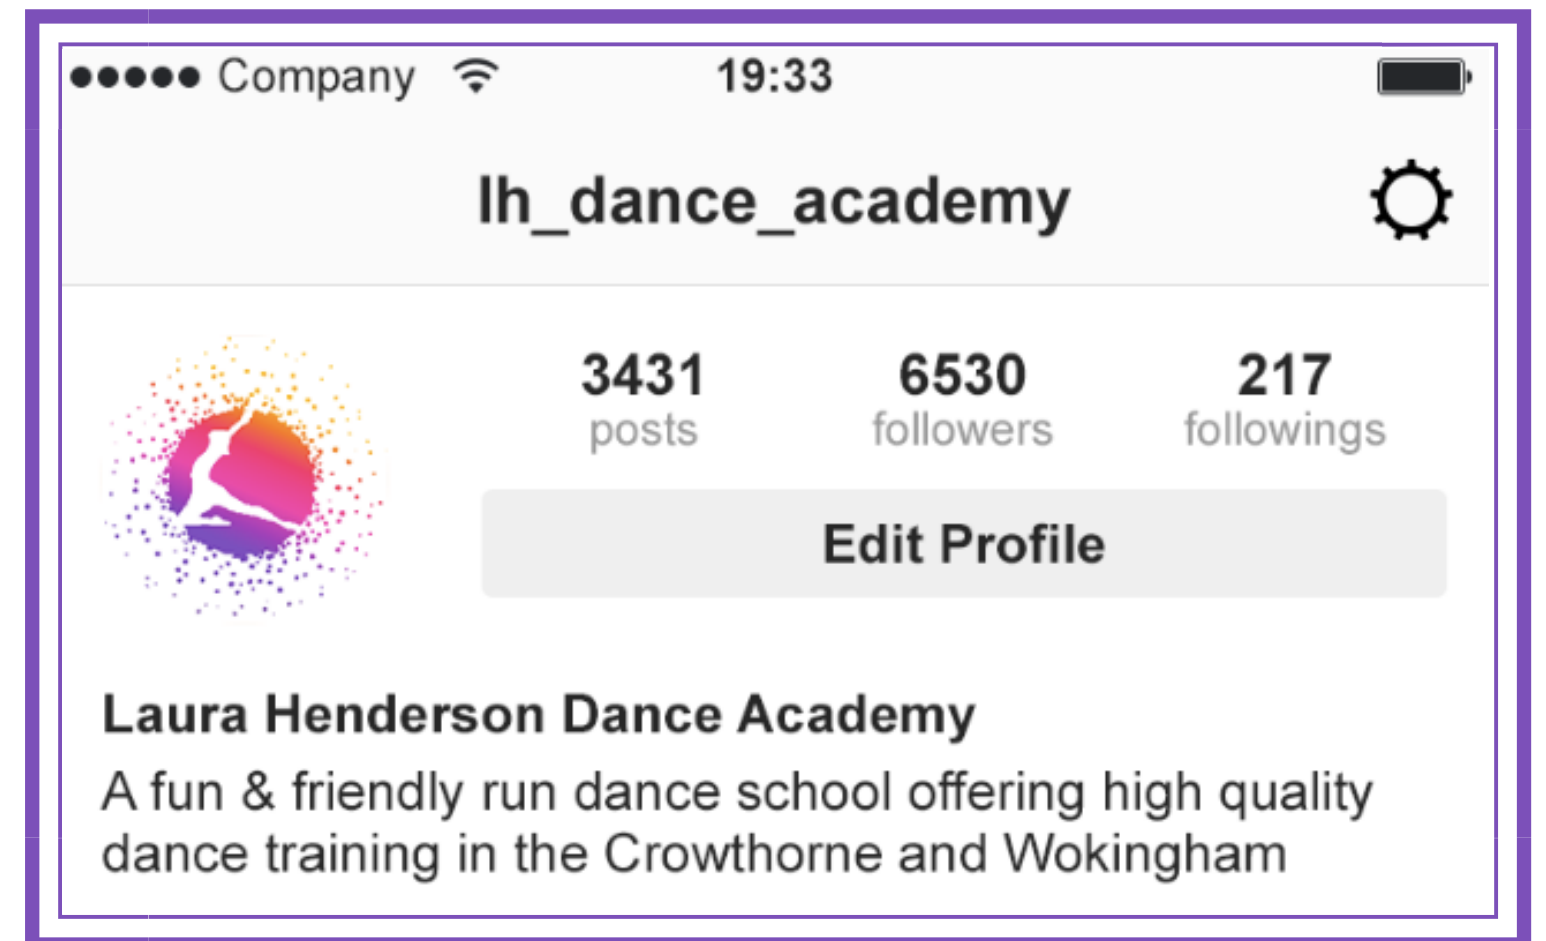 Company 19:33
lh_dance_academy
3431 6530 217
posts followers followings
Edit Profile
Laura Henderson Dance Academy
A fun & friendly run dance school offering high quality
dance training in the Crowthorne and Wokingham